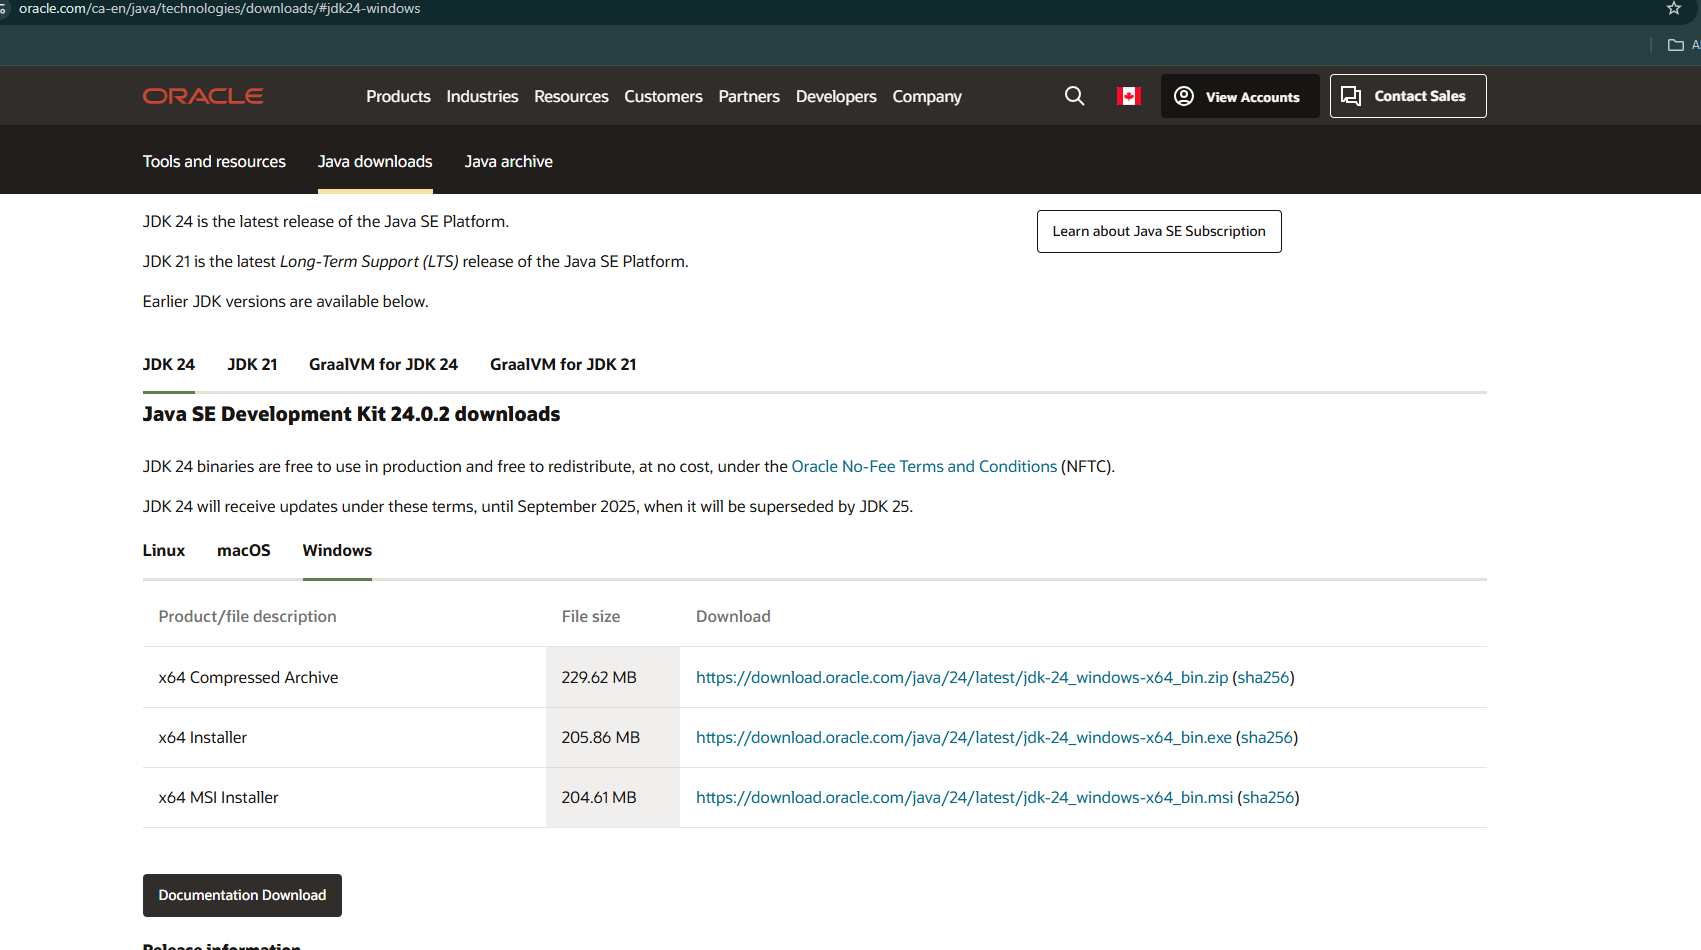 oracle.com/ca-en/java/technologies/downloads/#jdk24-windows
ORACLE
Products Industries Resources Customers Partners Developers Company
View Accounts
Contact Sales
Tools and resources Java downloads Java archive
JDK 24 is the latest release of the Java SE Platform.
Learn about Java SE Subscription
JDK 21 is the latest Long-Term Support (LTS) release of the Java SE Platform.
Earlier JDK versions are available below.
JDK 24 JDK 21 GraalVM for JDK 24 GraalVM for JDK 21
Java SE Development Kit 24.0.2 downloads
JDK 24 binaries are free to use in production and free to redistribute, at no cost, under the Oracle No-Fee Terms and Conditions (NFTC).
JDK 24 will receive updates under these terms, until September 2025, when it will be superseded by JDK 25.
Linux macOS Windows
Product/file description File size Download
x64 Compressed Archive 229.62 MB https://download.oracle.com/java/24/latest/jdk-24_windows-x64_bin.zip (sha256)
x64 Installer 205.86 MB https://download.oracle.com/java/24/latest/jdk-24_windows-x64_bin.exe (sha256)
x64 MSI Installer 204.61 MB https://download.oracle.com/java/24/latest/jdk-24_windows-x64_bin.msi (sha256)
Documentation Download
Release information